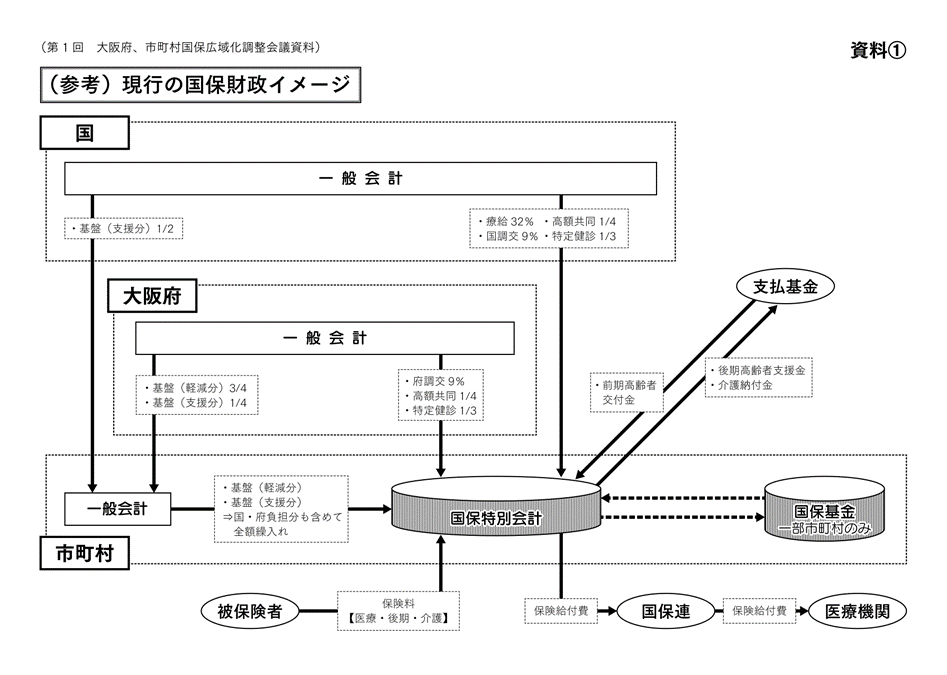 （第１回　大阪府、市町村国保広域化調整会議資料）
資料①
（参考）現行の国保財政イメージ
国
一 般 会 計
・基盤（支援分）1/2
・療給 32％　・高額共同 1/4
・国調交 9％ ・特定健診 1/3
大阪府
一 般 会 計
支払基金
・基盤（軽減分）3/4
・基盤（支援分）1/4
・府調交 9％
・高額共同 1/4
・特定健診 1/3
・前期高齢者
交付金
・後期高齢者支援金
・介護納付金
一般会計
・基盤（軽減分）
・基盤（支援分）
⇒国・府負担分も含めて
全額繰入れ
国保特別会計
国保基金
一部市町村のみ
市町村
被保険者
保険料
【医療・後期・介護】
保険給付費
国保連
保険給付費
医療機関